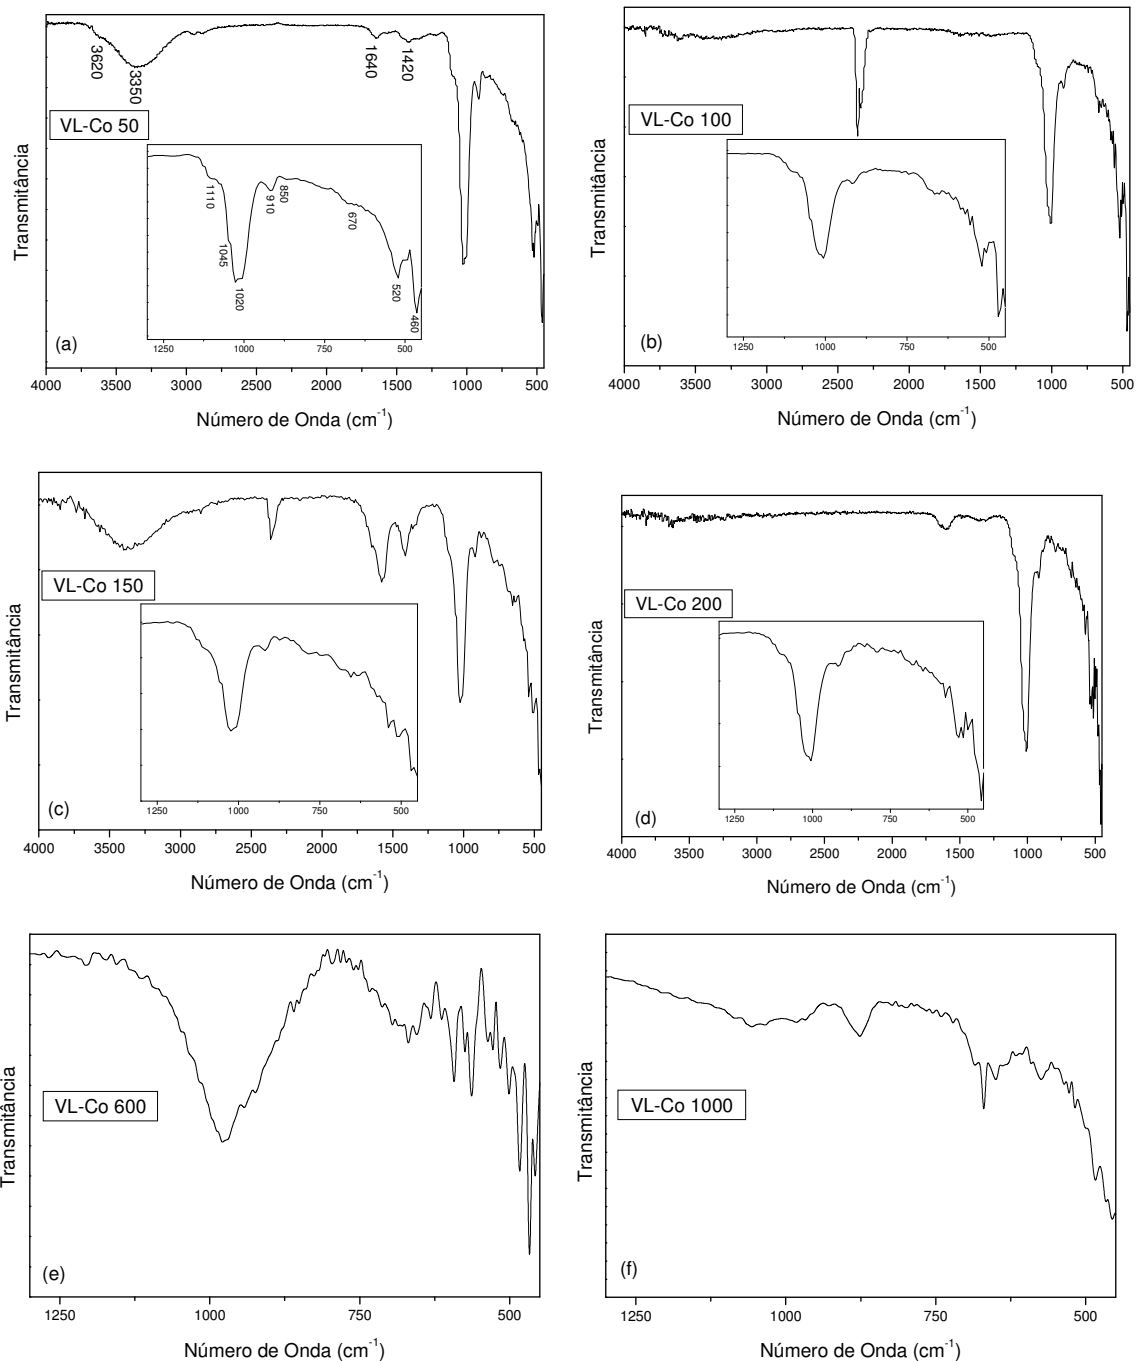 3620
3350
1640
1420
VL-Co 50
Transmitância
1110
1045
1020
910
850
670
520
460
1250 1000 750 500
(a)
4000 3500 3000 2500 2000 1500 1000 500
Número de Onda (cm-1)
VL-Co 100
Transmitância
1250 1000 750 500
(b)
4000 3500 3000 2500 2000 1500 1000 500
Número de Onda (cm-1)
VL-Co 150
Transmitância
1250 1000 750 500
(c)
4000 3500 3000 2500 2000 1500 1000 500
Número de Onda (cm-1)
VL-Co 200
Transmitância
1250 1000 750 500
(d)
4000 3500 3000 2500 2000 1500 1000 500
Número de Onda (cm-1)
VL-Co 600
Transmitância
(e)
1250 1000 750 500
Número de Onda (cm-1)
VL-Co 1000
Transmitância
(f)
1250 1000 750 500
Número de Onda (cm-1)